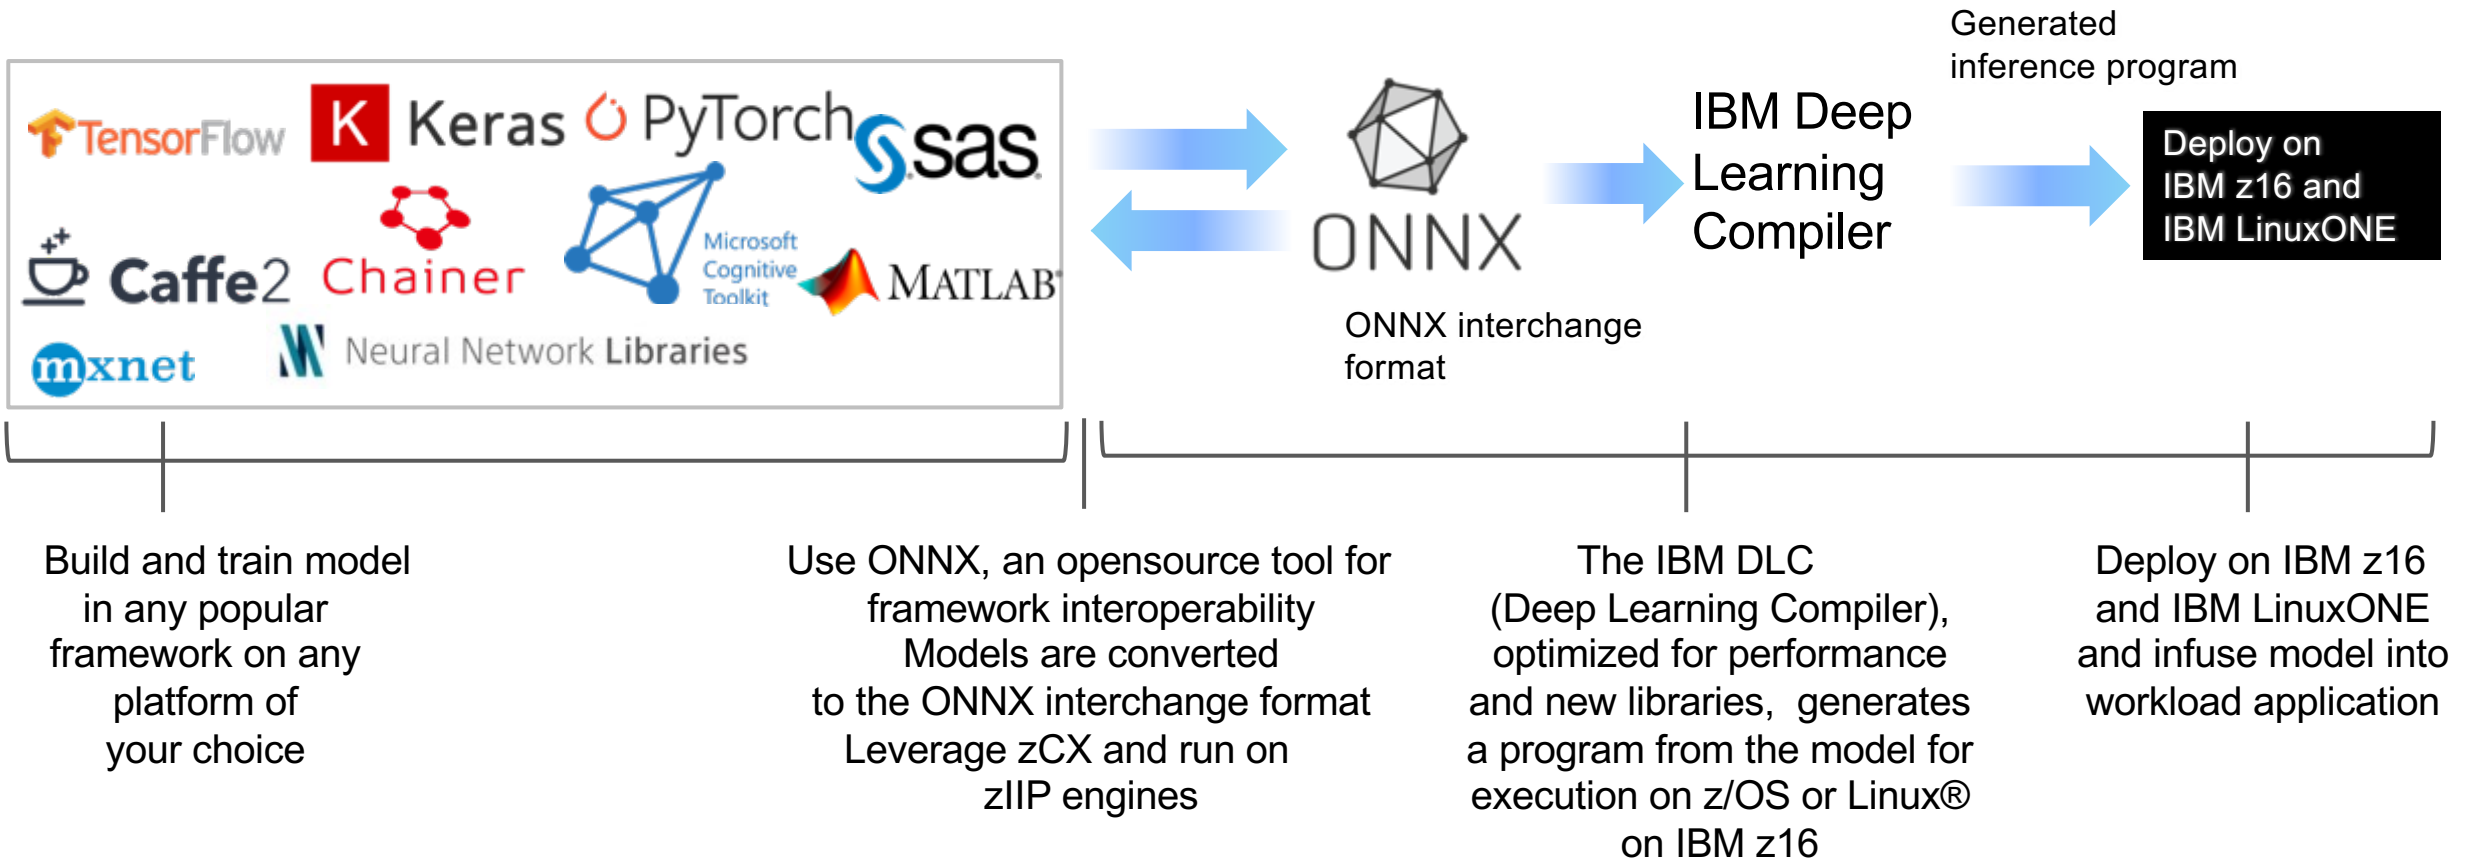 TensorFlow
K Keras
PyTorch
sas
Caffe2
Chainer
Microsoft
Cognitive
Toolkit
MATLAB
mxnet
Neural Network Libraries
ONNX
ONNX interchange
format
IBM Deep
Learning
Compiler
Generated
inference program
Deploy on
IBM z16 and
IBM LinuxONE
Build and train model
in any popular
framework on any
platform of
your choice
Use ONNX, an opensource tool for
framework interoperability
Models are converted
to the ONNX interchange format
Leverage zCX and run on
zIIP engines
The IBM DLC
(Deep Learning Compiler),
optimized for performance
and new libraries,  generates
a program from the model for
execution on z/OS or Linux®
on IBM z16
Deploy on IBM z16
and IBM LinuxONE
and infuse model into
workload application